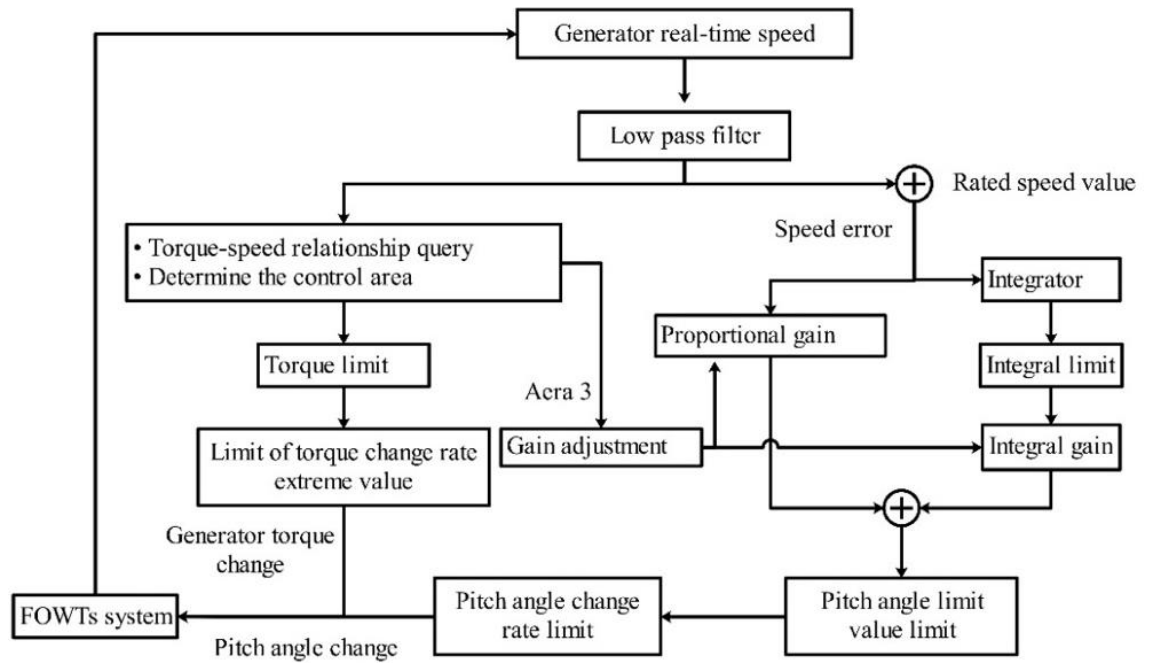 Generator real-time speed
Low pass filter
Rated speed value
Speed error
• Torque-speed relationship query
• Determine the control area
Integrator
Proportional gain
Torque limit
Integral limit
Aera 3
Gain adjustment
Integral gain
Limit of torque change rate
extreme value
Generator torque
change
Pitch angle change
rate limit
Pitch angle limit
value limit
FOWTs system
Pitch angle change